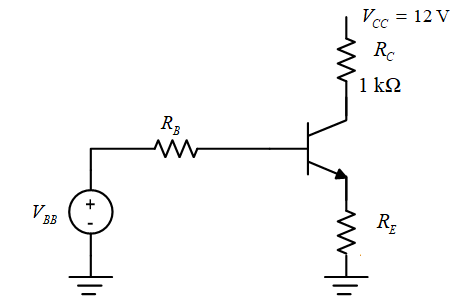 V_CC = 12 V
R_C
1 kΩ
R_B
V_BB
+
-
R_E